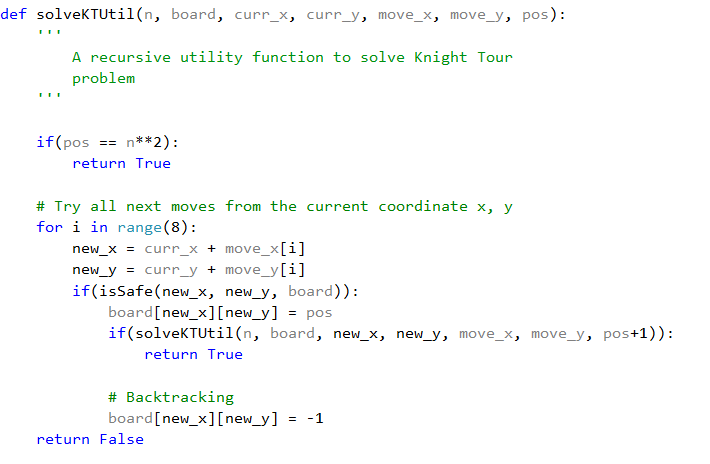 def solveKTUtil(n, board, curr_x, curr_y, move_x, move_y, pos):
    '''
        A recursive utility function to solve Knight Tour
        problem
    '''

    if(pos == n**2):
        return True

    # Try all next moves from the current coordinate x, y
    for i in range(8):
        new_x = curr_x + move_x[i]
        new_y = curr_y + move_y[i]
        if(isSafe(new_x, new_y, board)):
            board[new_x][new_y] = pos
            if(solveKTUtil(n, board, new_x, new_y, move_x, move_y, pos+1)):
                return True

            # Backtracking
            board[new_x][new_y] = -1
    return False